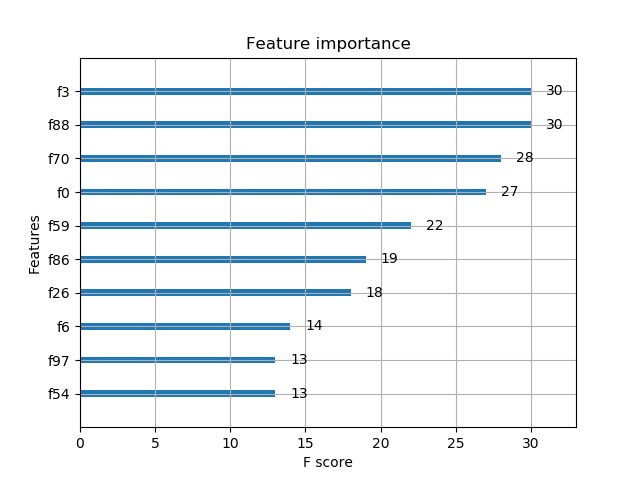 Feature importance
Features
f3 30
f88 30
f70 28
f0 27
f59 22
f86 19
f26 18
f6 14
f97 13
f54 13
0 5 10 15 20 25 30
F score